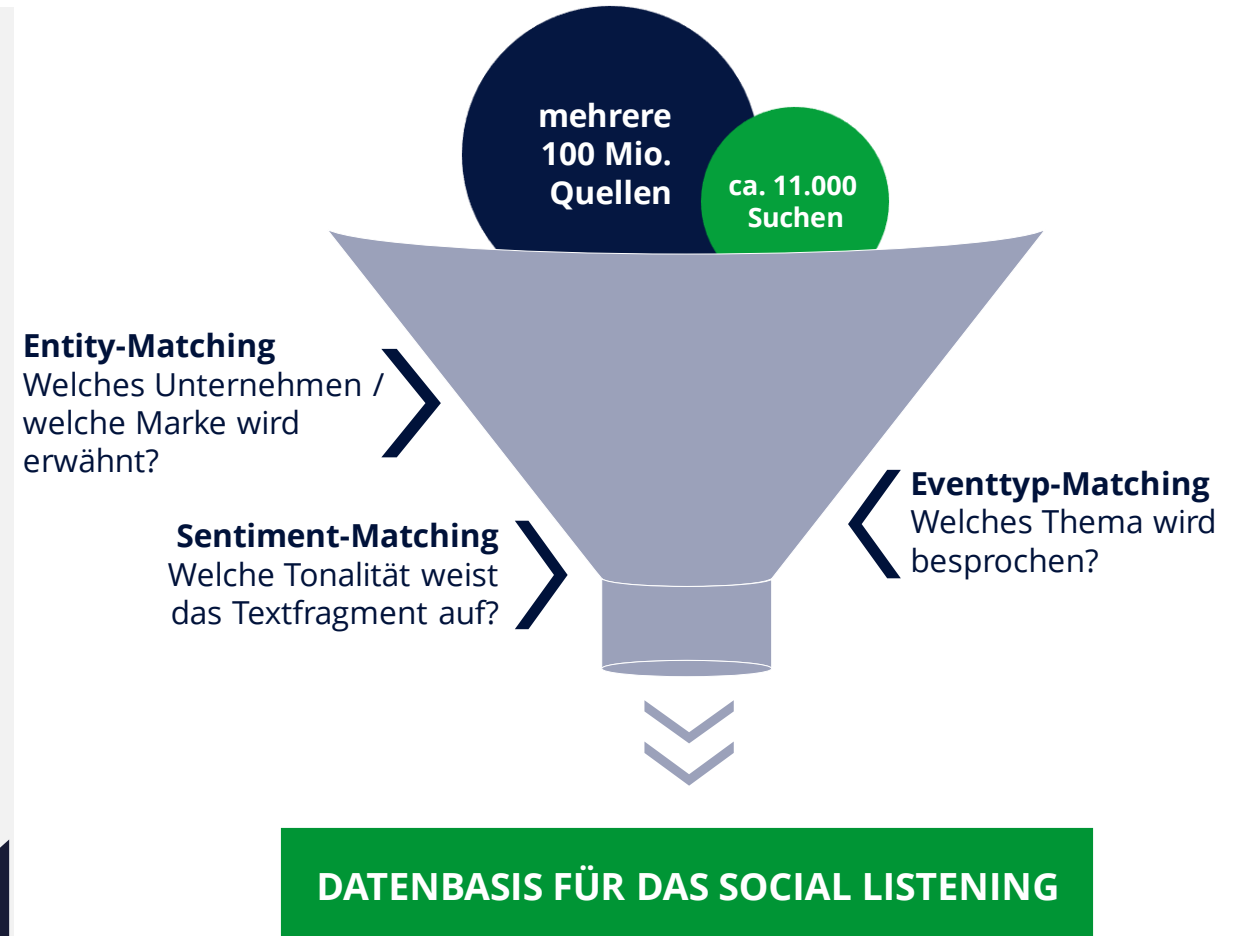 mehrere
100 Mio.
Quellen
ca. 11.000
Suchen
Entity-Matching
Welches Unternehmen /
welche Marke wird
erwähnt?
Eventtyp-Matching
Welches Thema wird
besprochen?
Sentiment-Matching
Welche Tonalität weist
das Textfragment auf?
DATENBASIS FÜR DAS SOCIAL LISTENING